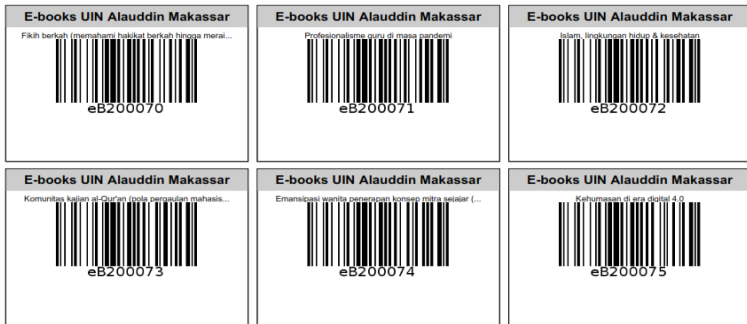 E-books UIN Alauddin Makassar
Fikih berkah (memahami hakikat berkah hingga merai...
eB200070
E-books UIN Alauddin Makassar
Profesionalisme guru di masa pandemi
eB200071
E-books UIN Alauddin Makassar
Islam, lingkungan hidup & kesehatan
eB200072
E-books UIN Alauddin Makassar
Komunitas kajian al-Qur'an (pola pergaulan mahasis...
eB200073
E-books UIN Alauddin Makassar
Emansipasi wanita penerapan konsep mitra sejajar (...
eB200074
E-books UIN Alauddin Makassar
Kehumasan di era digital 4.0
eB200075